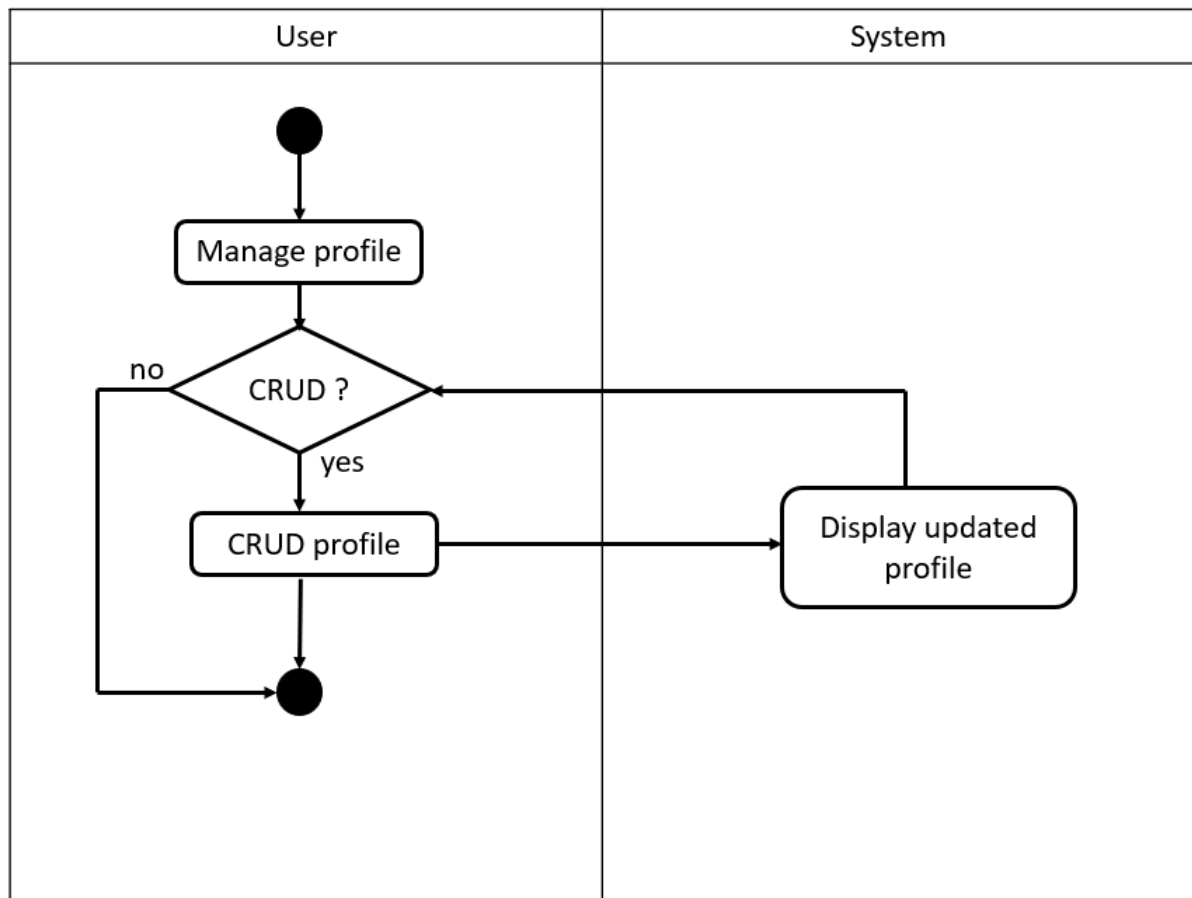 User
System
Manage profile
no
CRUD ?
yes
CRUD profile
Display updated
profile